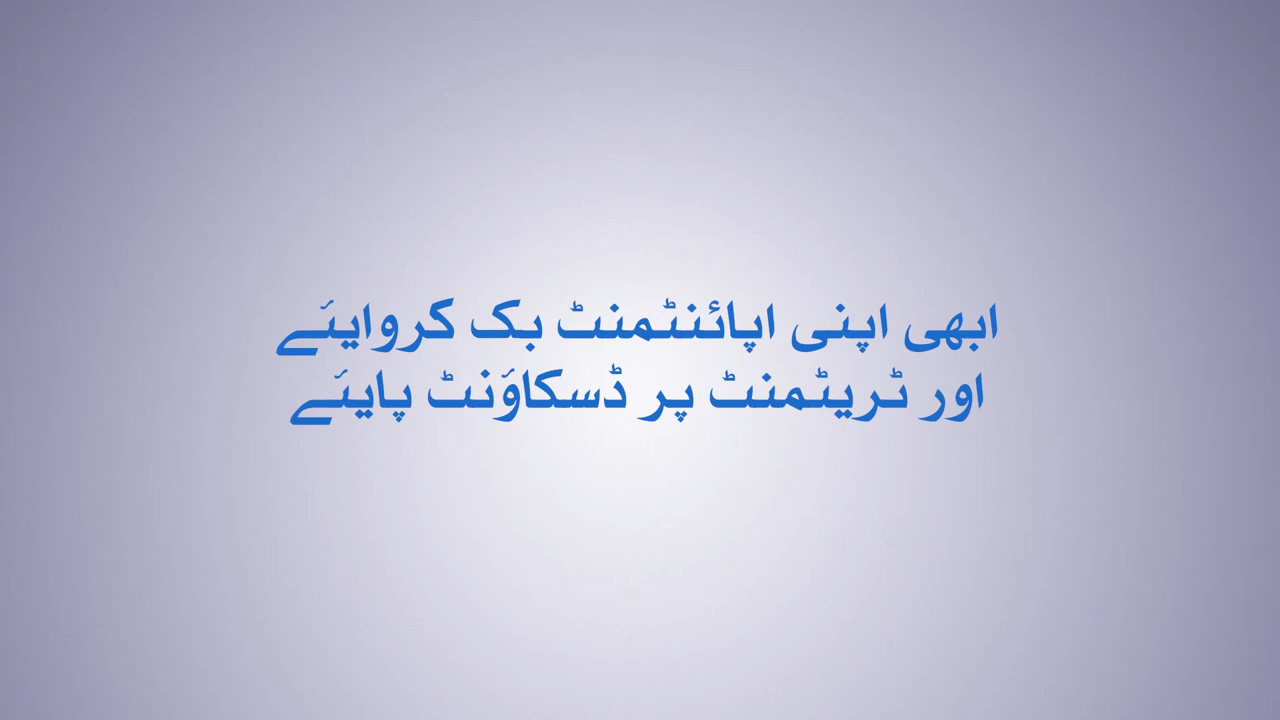 ابھی اپنی اپائنٹمنٹ بک کروایئے
اور ٹریٹمنٹ پر ڈسکاؤنٹ پایئے